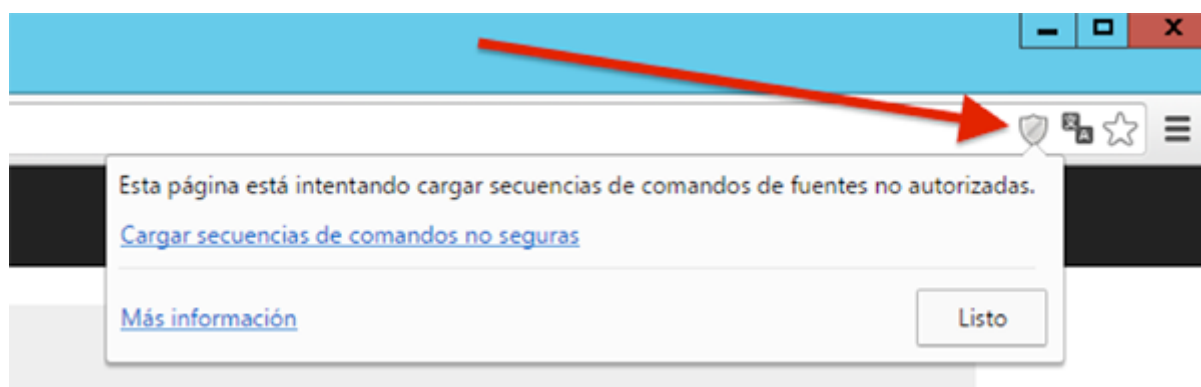 Esta página está intentando cargar secuencias de comandos de fuentes no autorizadas.
Cargar secuencias de comandos no seguras
Más información
Listo